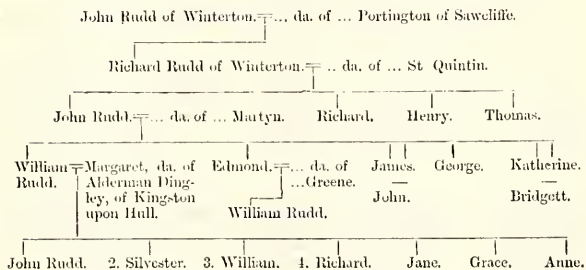 John Rudd of Winterton. = ... da. of ... Portington of Sawcliffe.
Richard Rudd of Winterton. = .. da. of ... St Quintin.
John Rudd. = ... da. of ... Martyn. Richard. Henry. Thomas.
William = Margaret, da. of Edmond. = ... da. of James. George. Katherine.
Rudd. Alderman Ding- ...Greene. — —
ley, of Kingston John. Bridgett.
upon Hull. William Rudd.
John Rudd. 2. Silvester. 3. William. 4. Richard. Jane. Grace. Anne.